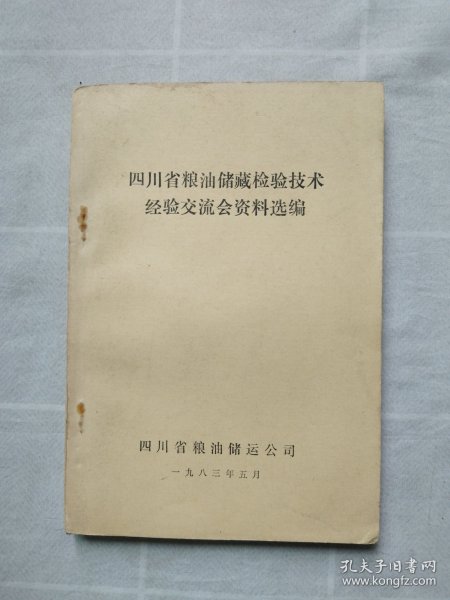 四川省粮油储藏检验技术
经验交流会资料选编
四川省粮油储运公司
一九八三年五月
孔夫子旧书网
www.kongfz.com